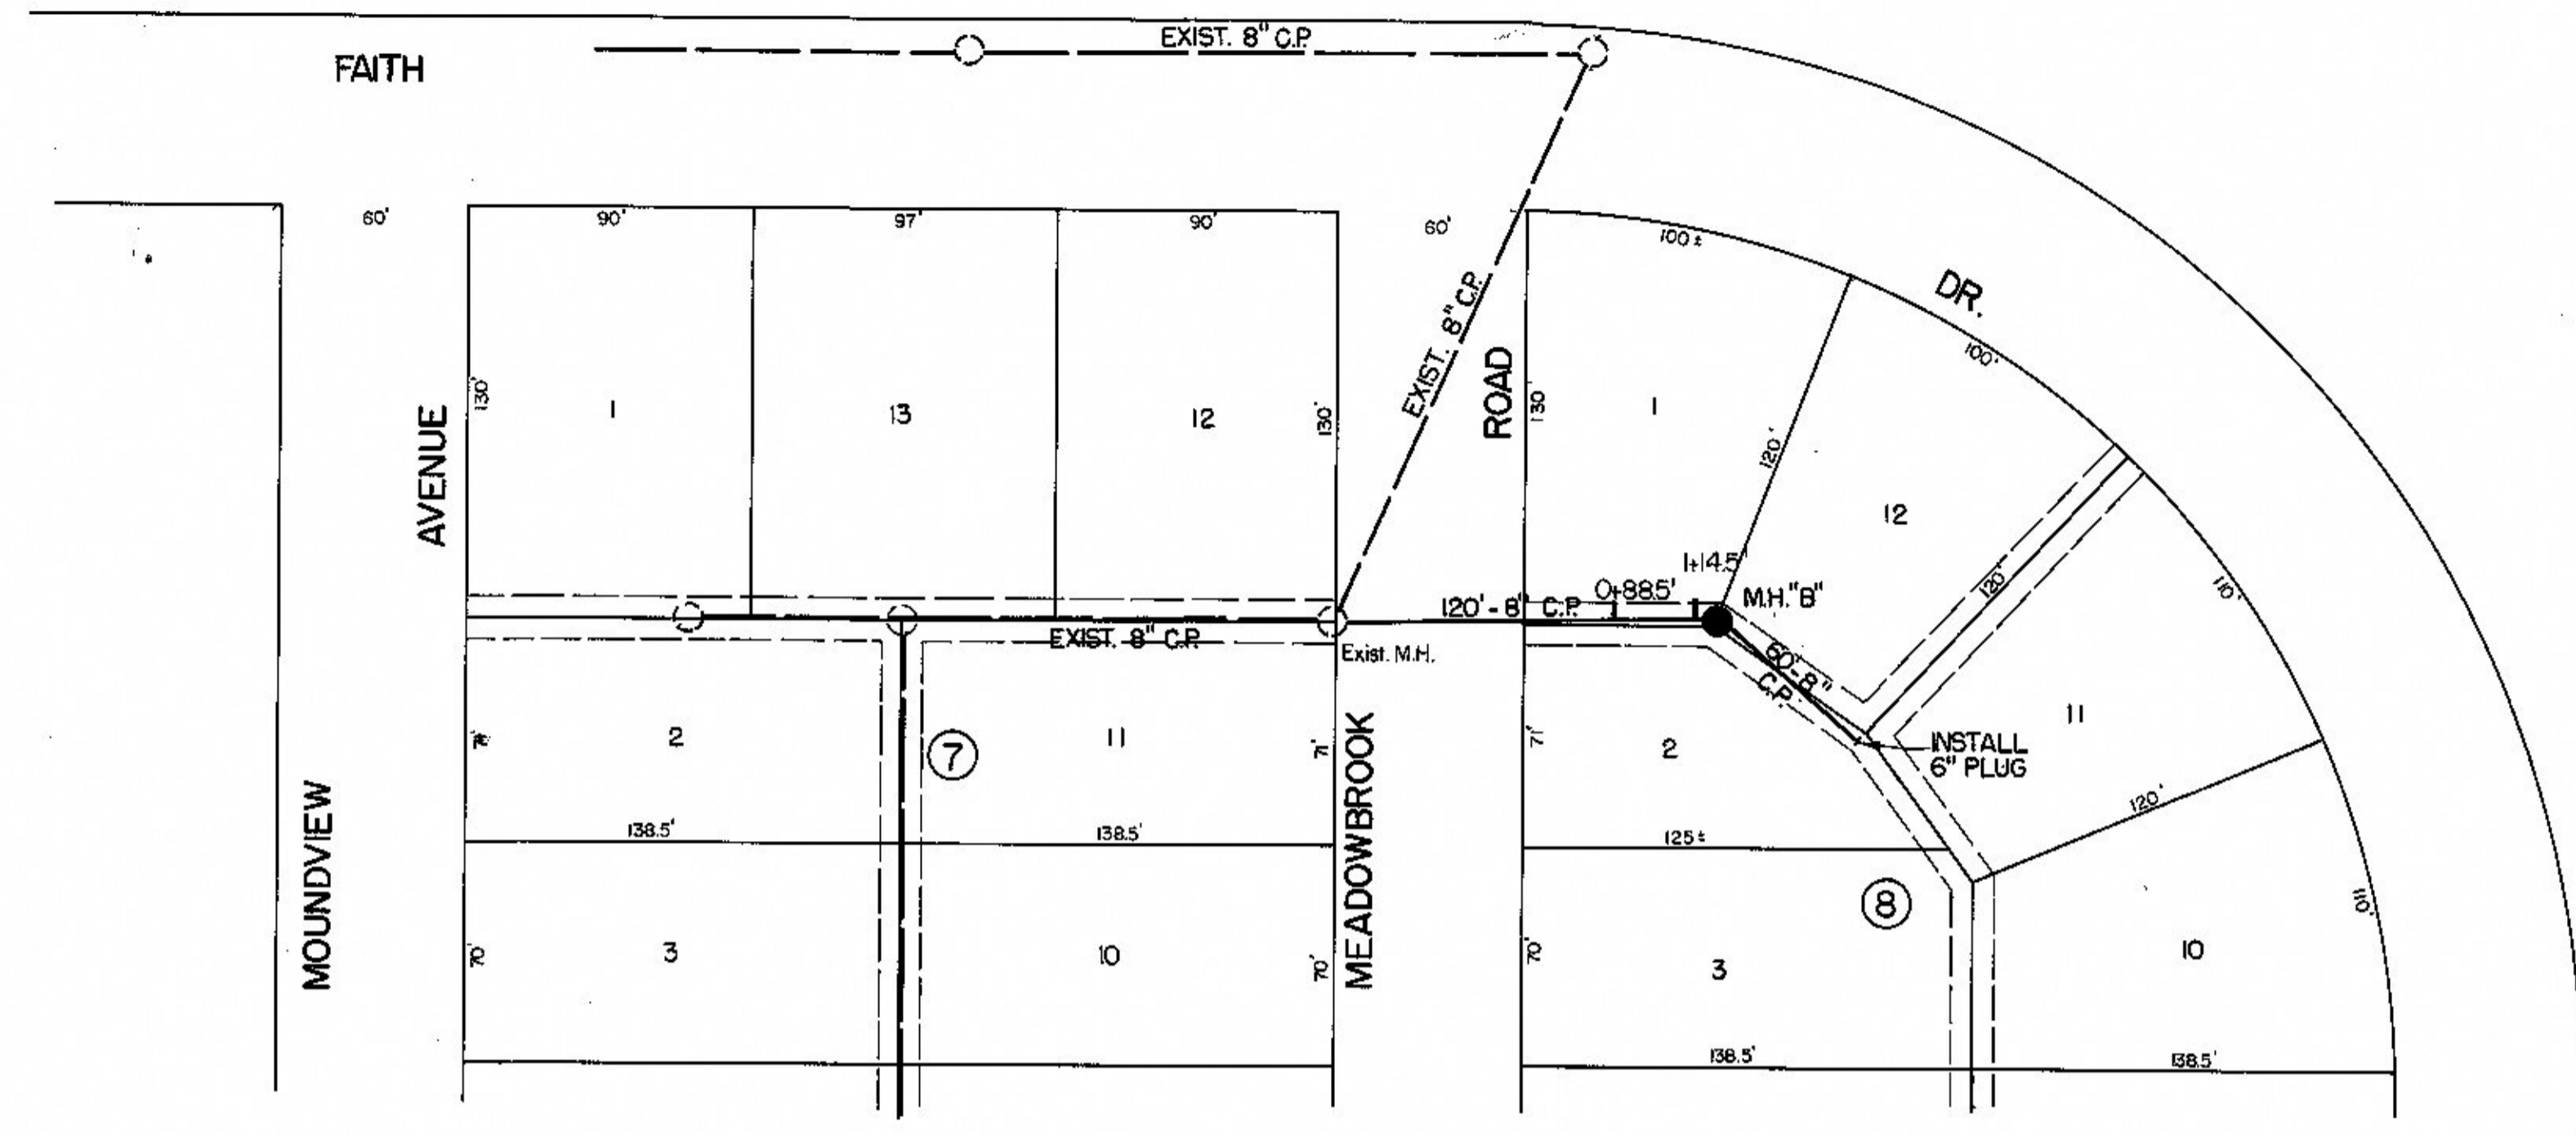 EXIST. 8" C.P.
FAITH
60'
90'
97'
90'
60'
100±
DR.
100'
EXIST. 8" C.P.
ROAD
AVENUE
130'
1
13
12
130'
130'
1
120'
12
120'
110'
1+14.5'
0+88.5'
M.H. "B"
120'-8" C.P.
EXIST. 8" C.P.
Exist. M.H.
60'-8"
C.P.
2
7
11
71'
71'
2
11
INSTALL
6" PLUG
MOUNDVIEW
MEADOWBROOK
138.5'
138.5'
125±
120'
8
110'
70'
3
10
70'
70'
3
10
138.5'
138.5'